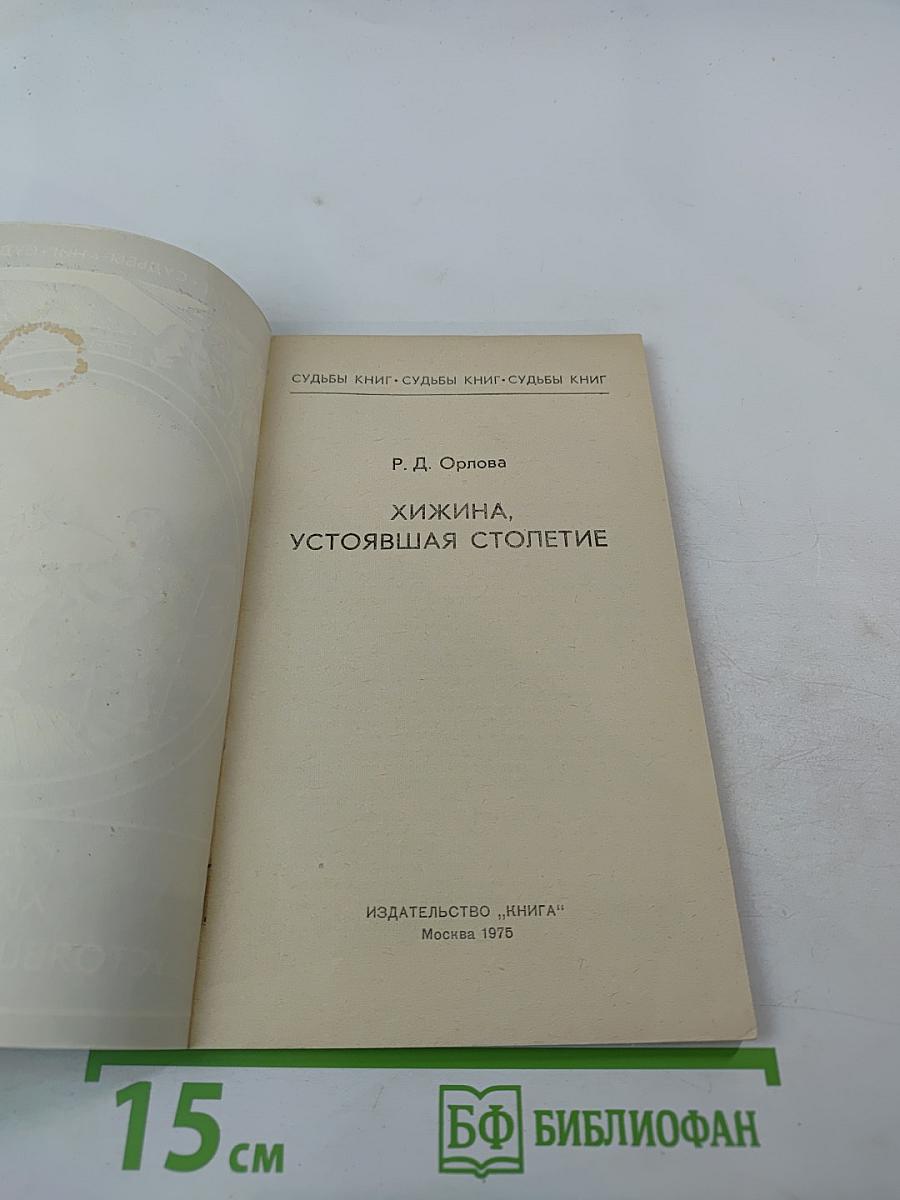 СУДЬБЫ КНИГ • СУДЬБЫ КНИГ • СУДЬБЫ КНИГ
Р. Д. Орлова
ХИЖИНА,
УСТОЯВШАЯ СТОЛЕТИЕ
ИЗДАТЕЛЬСТВО „КНИГА“
Москва 1975
15 см
БФ БИБЛИОФАН